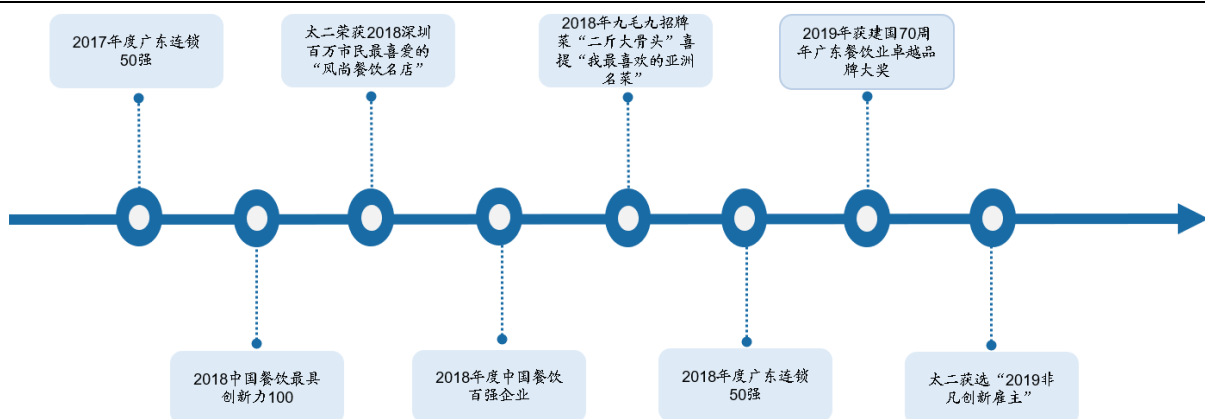 2017年度广东连锁
50强
太二荣获2018深圳
百万市民最喜爱的
“风尚餐饮名店”
2018年九毛九招牌
菜“二斤大骨头”喜
提“我最喜欢的亚洲
名菜”
2019年获建国70周
年广东餐饮业卓越品
牌大奖
2018中国餐饮最具
创新力100
2018年度中国餐饮
百强企业
2018年度广东连锁
50强
太二获选“2019非
凡创新雇主”